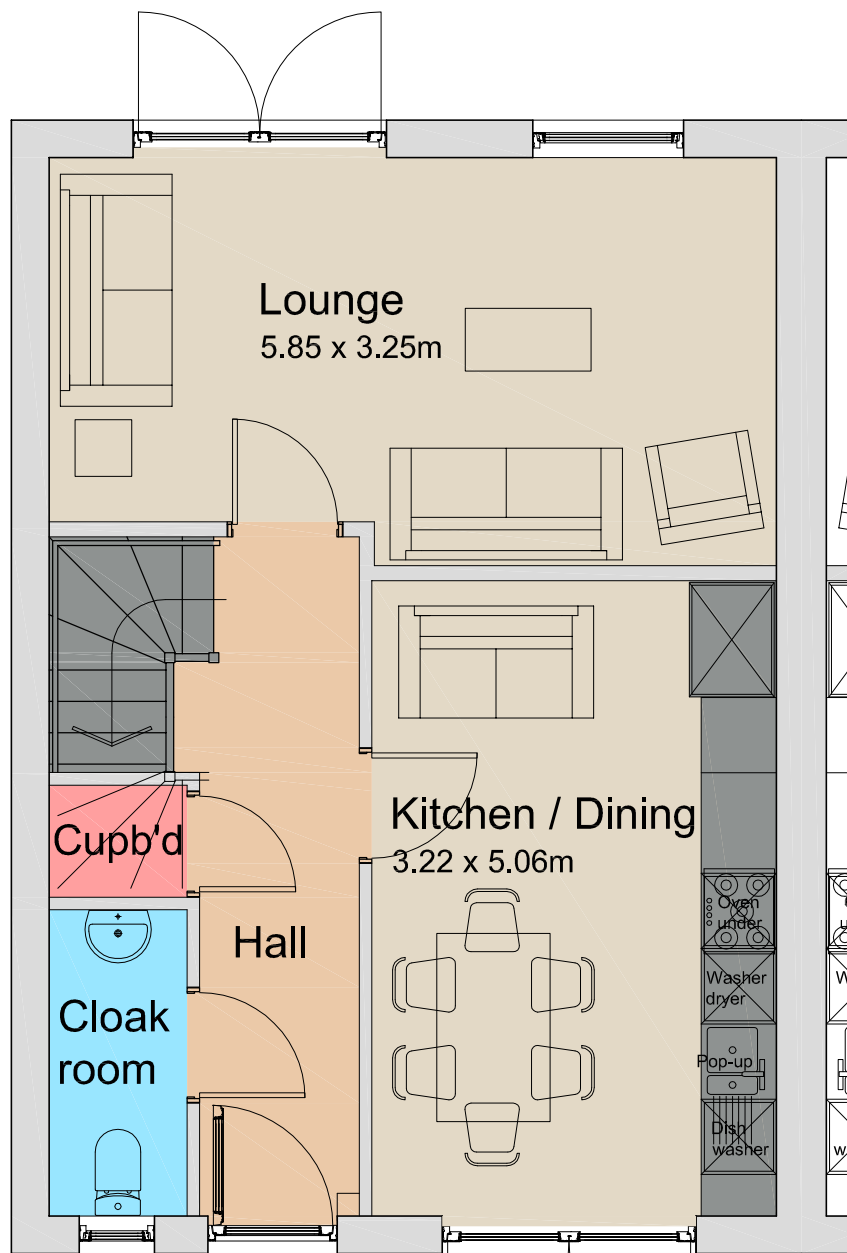 Lounge
5.85 x 3.25m
Kitchen / Dining
3.22 x 5.06m
Cupb'd
Hall
Cloak
room
Oven
under
Washer
dryer
Pop-up
Dish
washer